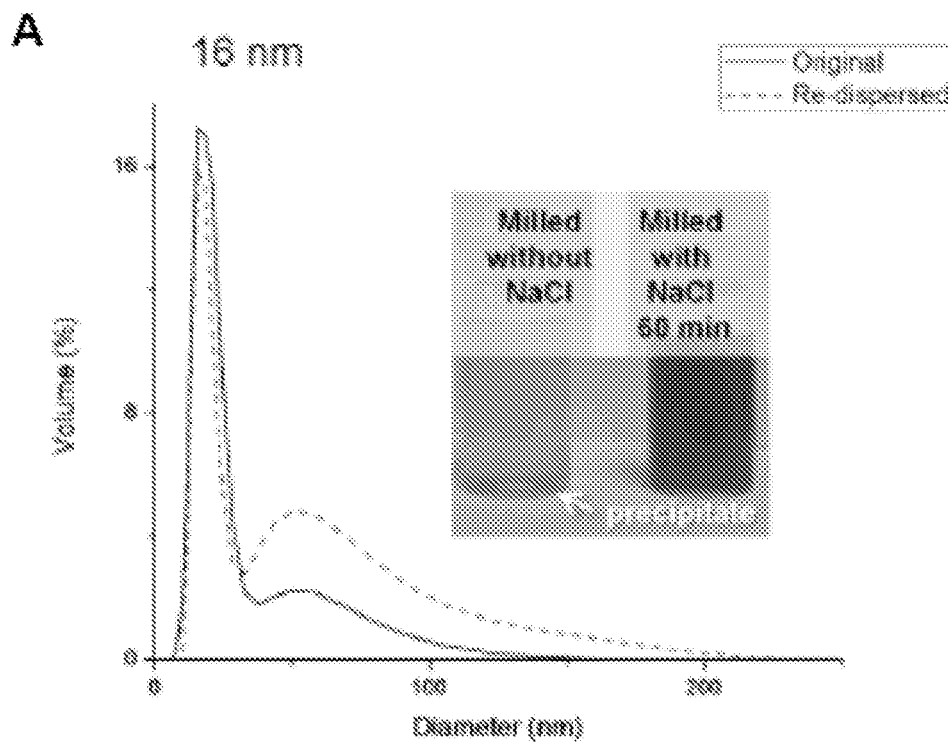 A
16 nm
Original
Re-dispersed
16
8
0
Volume (%)
Milled
without
NaCl
Milled
with
NaCl
60 min
precipitate
0
100
200
Diameter (nm)